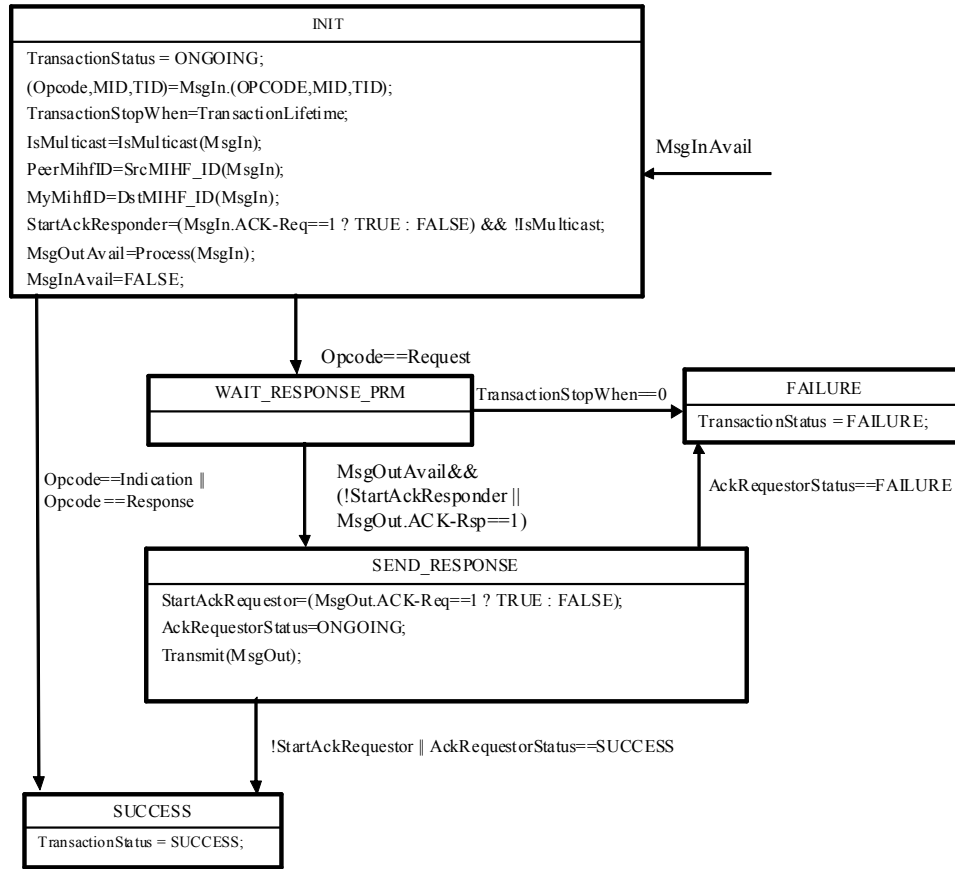 INIT
TransactionStatus = ONGOING;
(Opcode,MID,TID)=MsgIn.(OPCODE,MID,TID);
TransactionStopWhen=TransactionLifetime;
IsMulticast=IsMulticast(MsgIn);
PeerMihfID=SrcMIHF_ID(MsgIn);
MyMihfID=DstMIHF_ID(MsgIn);
StartAckResponder=(MsgIn.ACK-Req==1 ? TRUE : FALSE) && !IsMulticast;
MsgOutAvail=Process(MsgIn);
MsgInAvail=FALSE;
MsgInAvail
Opcode==Request
WAIT_RESPONSE_PRM
TransactionStopWhen==0
FAILURE
TransactionStatus = FAILURE;
Opcode==Indication ||
Opcode==Response
MsgOutAvail&&
(!StartAckResponder ||
MsgOut.ACK-Rsp==1)
AckRequestorStatus==FAILURE
SEND_RESPONSE
StartAckRequestor=(MsgOut.ACK-Req==1 ? TRUE : FALSE);
AckRequestorStatus=ONGOING;
Transmit(MsgOut);
!StartAckRequestor || AckRequestorStatus==SUCCESS
SUCCESS
TransactionStatus = SUCCESS;